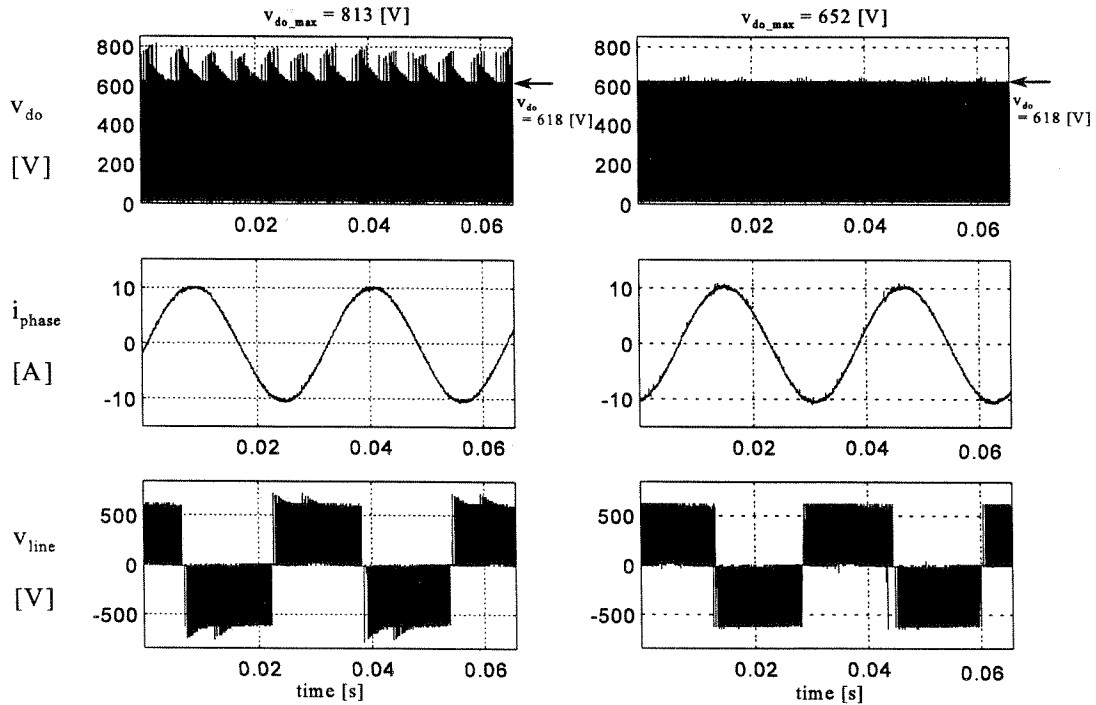 v_do_max = 813 [V]
v_do_max = 652 [V]
v_do
[V]
800
600
400
200
0
0.02
0.04
0.06
v_do
= 618 [V]
800
600
400
200
0
0.02
0.04
0.06
v_do
= 618 [V]
i_phase
[A]
10
0
-10
0.02
0.04
0.06
10
0
-10
0.02
0.04
0.06
v_line
[V]
500
0
-500
0.02
0.04
0.06
time [s]
500
0
-500
0.02
0.04
0.06
time [s]